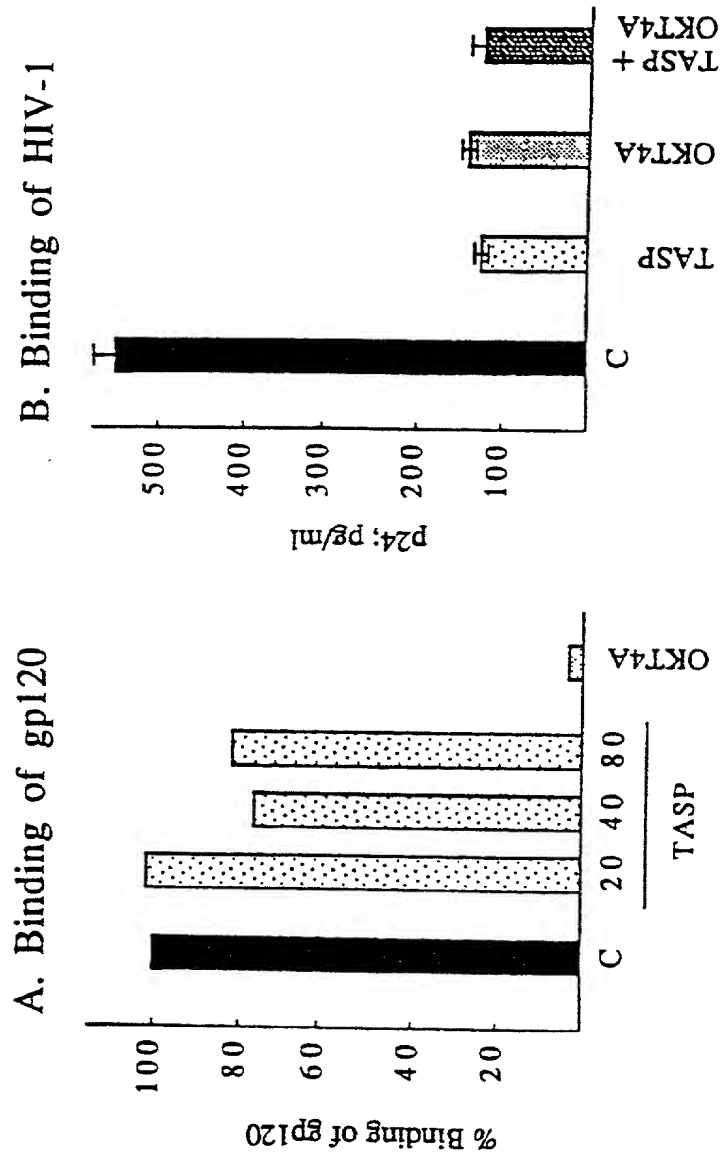 A. Binding of gp120
% Binding of gp120
100
80
60
40
20
C
20 40 80
TASP
OKT4A
B. Binding of HIV-1
p24; pg/ml
500
400
300
200
100
C
TASP
OKT4A
TASP +
OKT4A